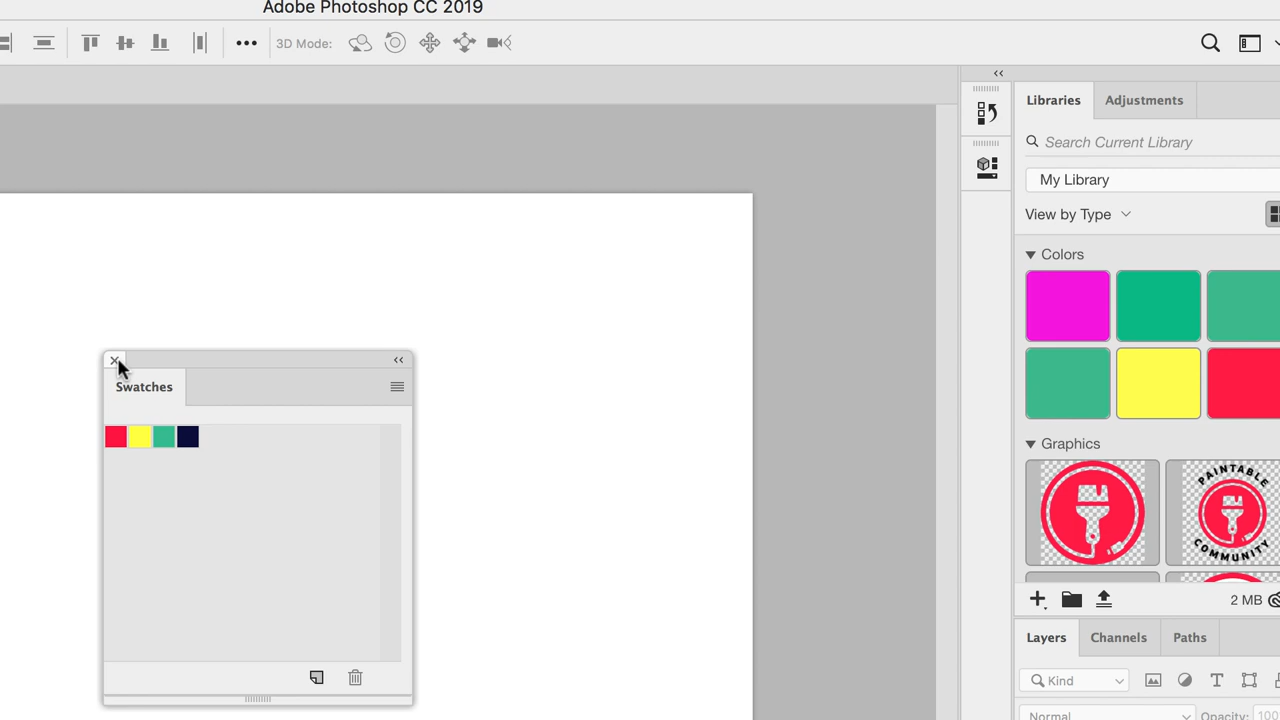 Adobe Photoshop CC 2019
3D Mode:
Libraries
Adjustments
Search Current Library
My Library
View by Type
Colors
Graphics
PAINTABLE
COMMUNITY
2 MB
Swatches
Layers
Channels
Paths
Kind
Normal
Opacity:
100